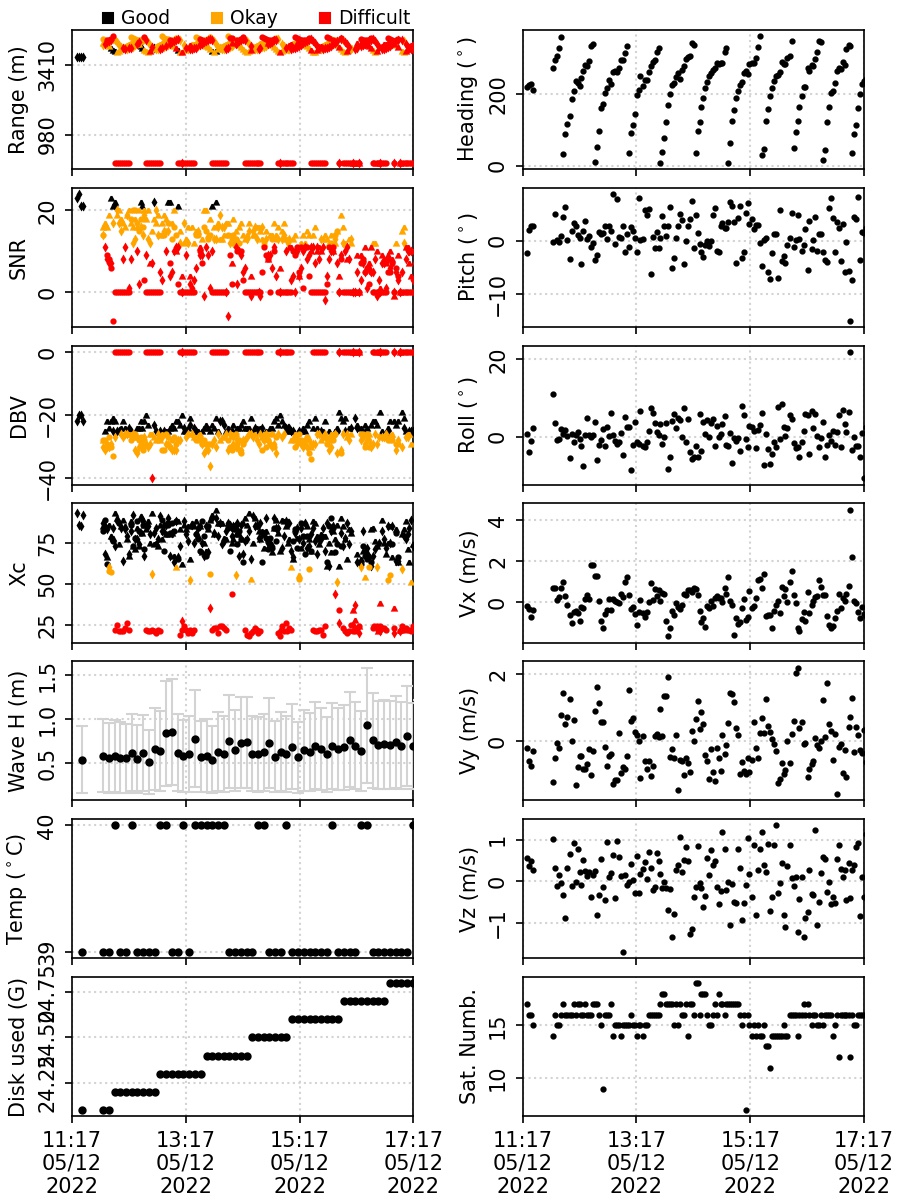 Good Okay Difficult
Range (m)
3410
980
Heading (°)
200
0
SNR
20
0
Pitch (°)
0
−10
DBV
0
−20
−40
Roll (°)
20
0
Xc
75
50
25
Vx (m/s)
4
2
0
Wave H (m)
1.5
1.0
0.5
Vy (m/s)
2
0
Temp (°C)
40
39
Vz (m/s)
1
0
−1
Disk used (G)
24.75
24.50
24.25
Sat. Numb.
15
10
11:17 13:17 15:17 17:17 11:17 13:17 15:17 17:17
05/12 05/12 05/12 05/12 05/12 05/12 05/12 05/12
2022 2022 2022 2022 2022 2022 2022 2022